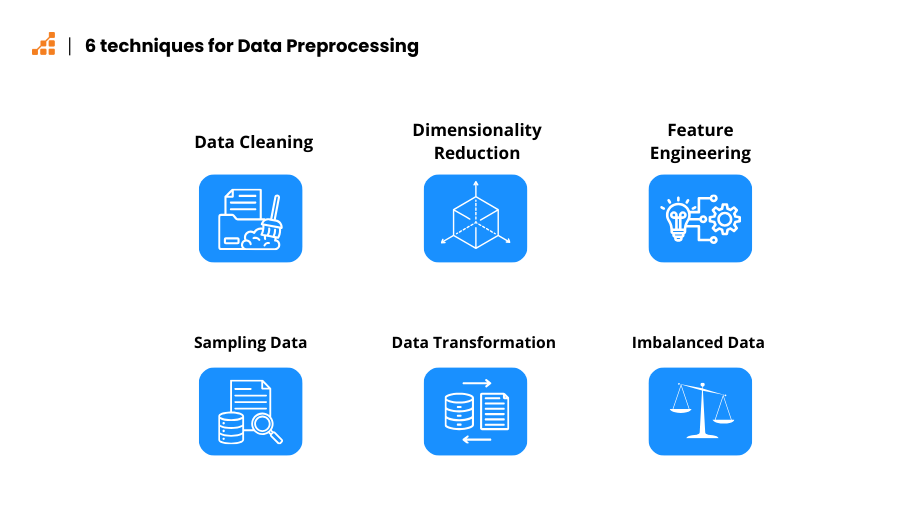 6 techniques for Data Preprocessing
Data Cleaning
Dimensionality
Reduction
Feature
Engineering
Sampling Data
Data Transformation
Imbalanced Data